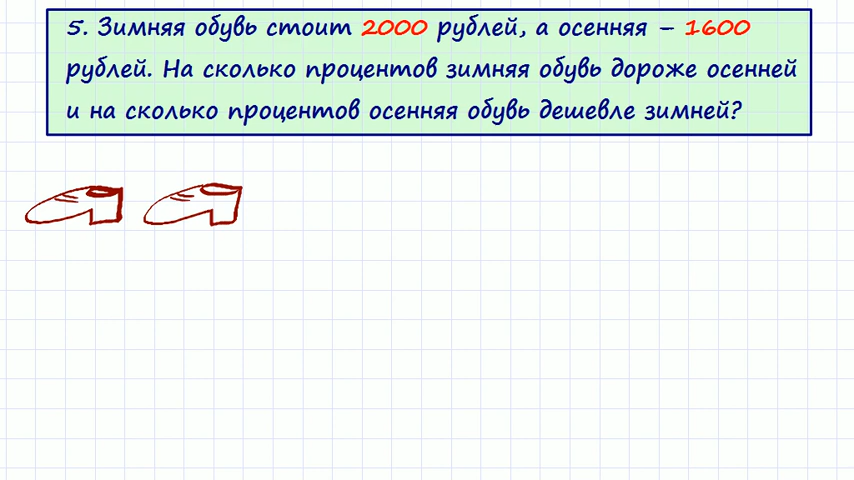 5. Зимняя обувь стоит 2000 рублей, а осенняя – 1600
рублей. На сколько процентов зимняя обувь дороже осенней
и на сколько процентов осенняя обувь дешевле зимней?